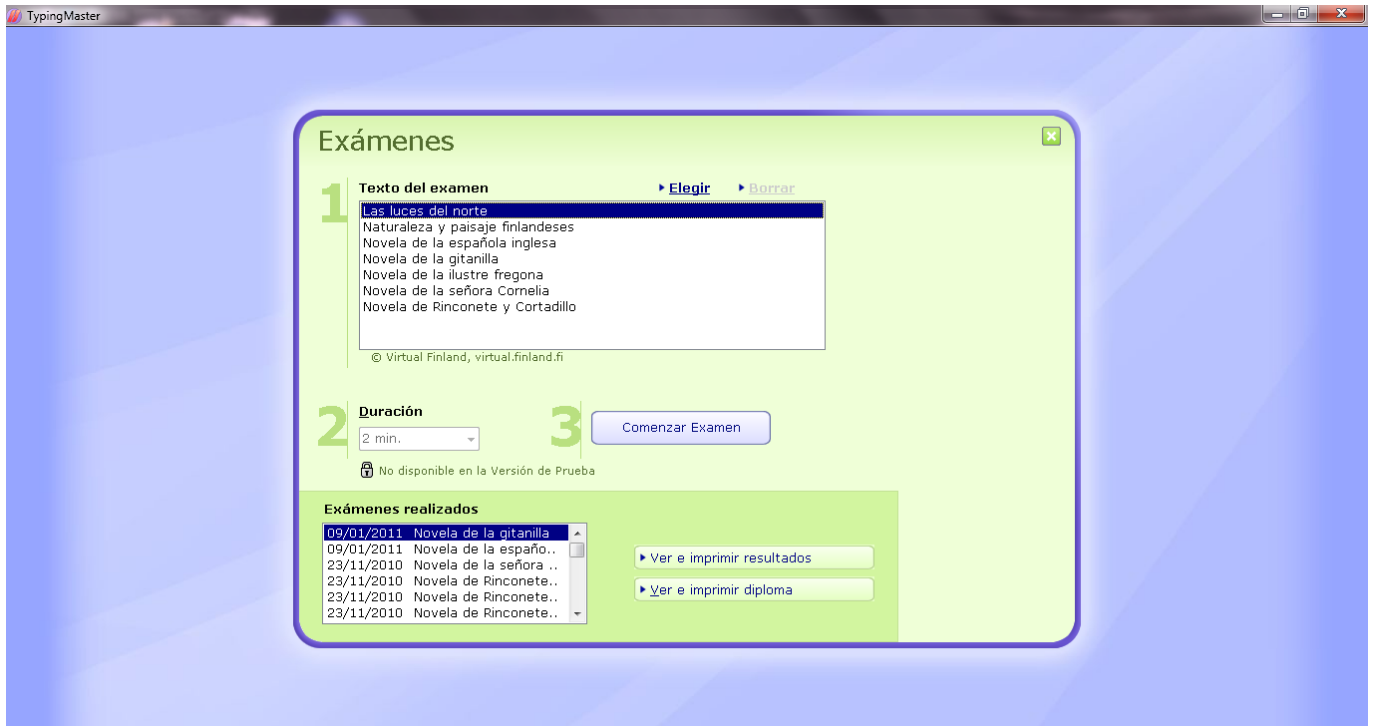 TypingMaster
Exámenes
1 Texto del examen Elegir Borrar
Las luces del norte
Naturaleza y paisaje finlandeses
Novela de la española inglesa
Novela de la gitanilla
Novela de la ilustre fregona
Novela de la señora Cornelia
Novela de Rinconete y Cortadillo
© Virtual Finland, virtual.finland.fi
2 Duración
2 min.
3 Comenzar Examen
No disponible en la Versión de Prueba
Exámenes realizados
09/01/2011 Novela de la gitanilla
09/01/2011 Novela de la españo..
23/11/2010 Novela de la señora ..
23/11/2010 Novela de Rinconete..
23/11/2010 Novela de Rinconete..
23/11/2010 Novela de Rinconete..
Ver e imprimir resultados
Ver e imprimir diploma